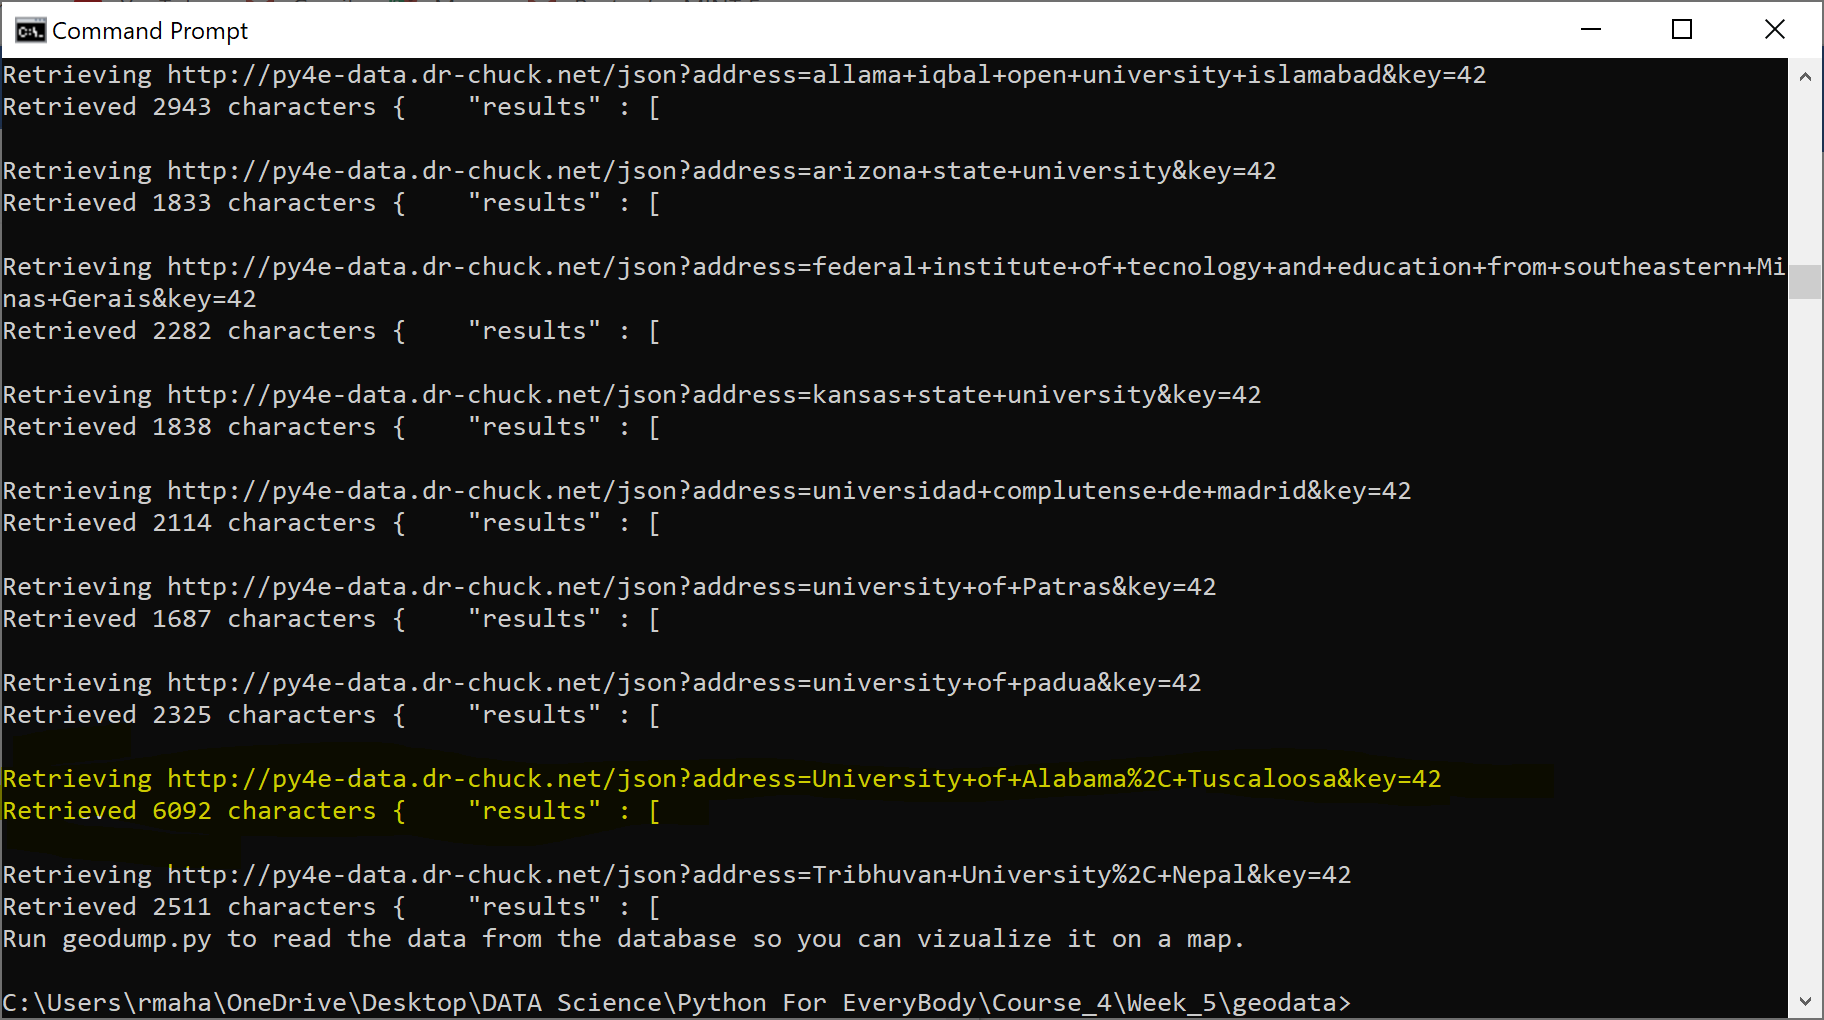 Command Prompt
Retrieving http://py4e-data.dr-chuck.net/json?address=allama+iqbal+open+university+islamabad&key=42
Retrieved 2943 characters {    "results" : [
Retrieving http://py4e-data.dr-chuck.net/json?address=arizona+state+university&key=42
Retrieved 1833 characters {    "results" : [
Retrieving http://py4e-data.dr-chuck.net/json?address=federal+institute+of+tecnology+and+education+from+southeastern+Mi
nas+Gerais&key=42
Retrieved 2282 characters {    "results" : [
Retrieving http://py4e-data.dr-chuck.net/json?address=kansas+state+university&key=42
Retrieved 1838 characters {    "results" : [
Retrieving http://py4e-data.dr-chuck.net/json?address=universidad+complutense+de+madrid&key=42
Retrieved 2114 characters {    "results" : [
Retrieving http://py4e-data.dr-chuck.net/json?address=university+of+Patras&key=42
Retrieved 1687 characters {    "results" : [
Retrieving http://py4e-data.dr-chuck.net/json?address=university+of+padua&key=42
Retrieved 2325 characters {    "results" : [
Retrieving http://py4e-data.dr-chuck.net/json?address=University+of+Alabama%2C+Tuscaloosa&key=42
Retrieved 6092 characters {    "results" : [
Retrieving http://py4e-data.dr-chuck.net/json?address=Tribhuvan+University%2C+Nepal&key=42
Retrieved 2511 characters {    "results" : [
Run geodump.py to read the data from the database so you can vizualize it on a map.
C:\Users\rmaha\OneDrive\Desktop\DATA Science\Python For EveryBody\Course_4\Week_5\geodata>